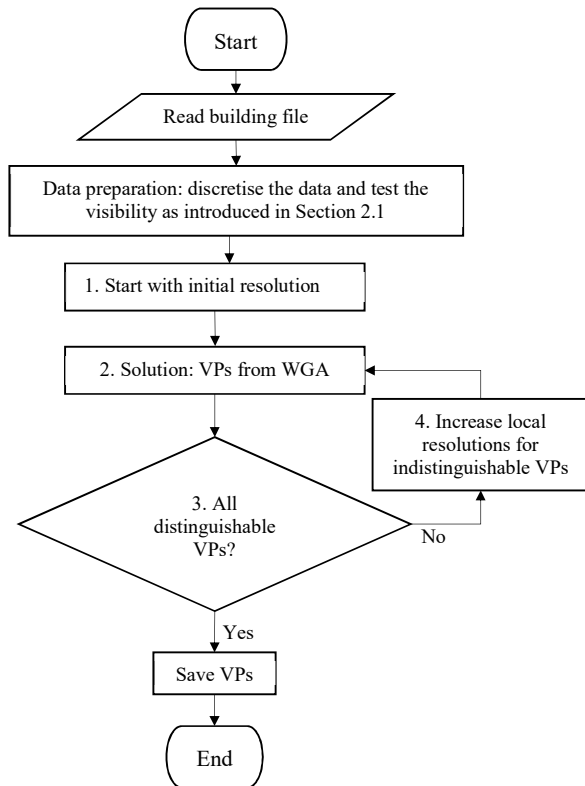 Start
Read building file
Data preparation: discretise the data and test the
visibility as introduced in Section 2.1
1. Start with initial resolution
2. Solution: VPs from WGA
4. Increase local
resolutions for
indistinguishable VPs
3. All
distinguishable
VPs?
No
Yes
Save VPs
End